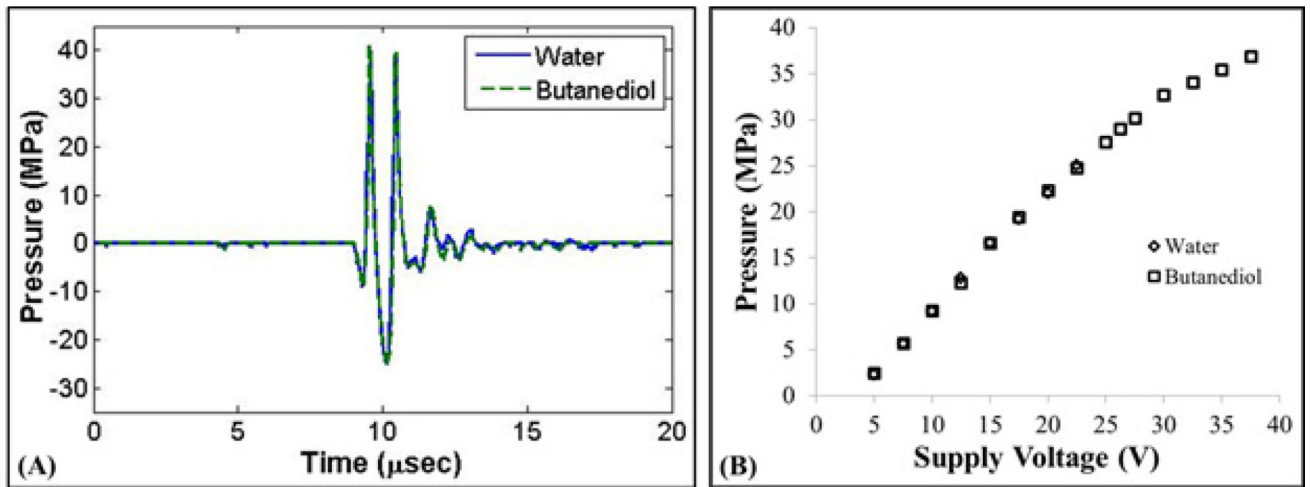 40
30
20
10
0
-10
-20
-30
Pressure (MPa)
Water
Butanediol
0 5 10 15 20
Time (μsec)
(A)
40
35
30
25
20
15
10
5
0
Pressure (MPa)
Water
Butanediol
0 5 10 15 20 25 30 35 40
Supply Voltage (V)
(B)